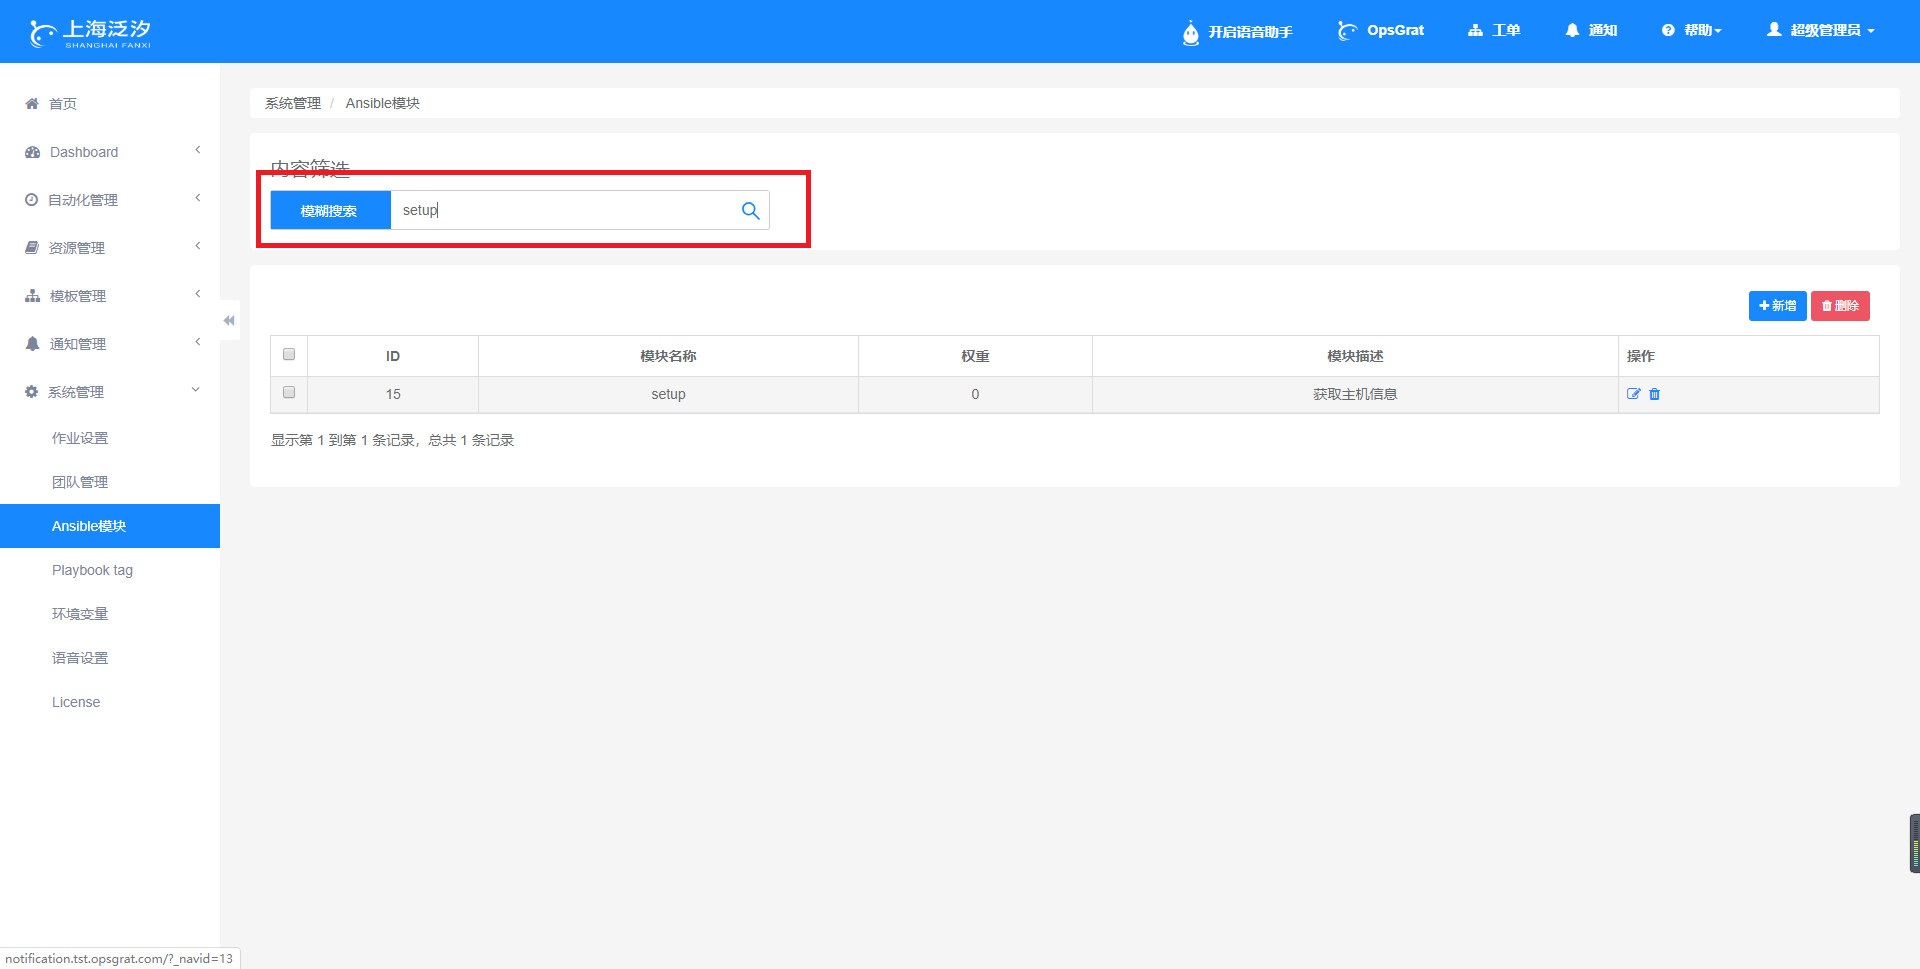 上海泛汐
SHANGHAI FANXI
开启语音助手
OpsGrat
工单
通知
帮助
超级管理员
首页
Dashboard
自动化管理
资源管理
模板管理
通知管理
系统管理
作业设置
团队管理
Ansible模块
Playbook tag
环境变量
语音设置
License
系统管理 / Ansible模块
内容筛选
模糊搜索 setup
新增 删除
ID 模块名称 权重 模块描述 操作
15 setup 0 获取主机信息
显示第 1 到第 1 条记录，总共 1 条记录
notification.tst.opsgrat.com/?_navid=13